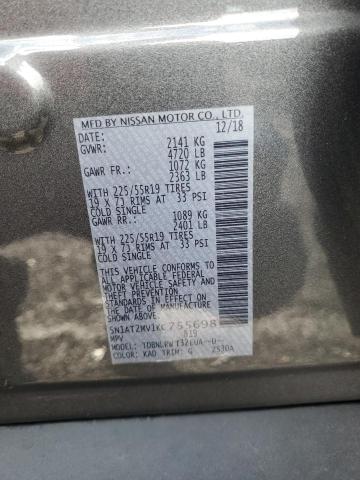 MFD BY NISSAN MOTOR CO., LTD.
DATE: 12/18
GVWR: 2141 KG
4720 LB
GAWR FR.: 1072 KG
2363 LB
WITH 225/55R19 TIRES
19 X 7J RIMS AT 33 PSI
COLD SINGLE
GAWR RR.: 1089 KG
2401 LB
WITH 225/55R19 TIRES
19 X 7J RIMS AT 33 PSI
COLD SINGLE
THIS VEHICLE CONFORMS TO
ALL APPLICABLE FEDERAL
MOTOR VEHICLE SAFETY
STANDARDS IN EFFECT ON
THE DATE OF MANUFACTURE
SHOWN ABOVE.
5N1AT2MV1KC755698
MPV 819
MODEL:
COLOR: KAD TRIM: G 2530A